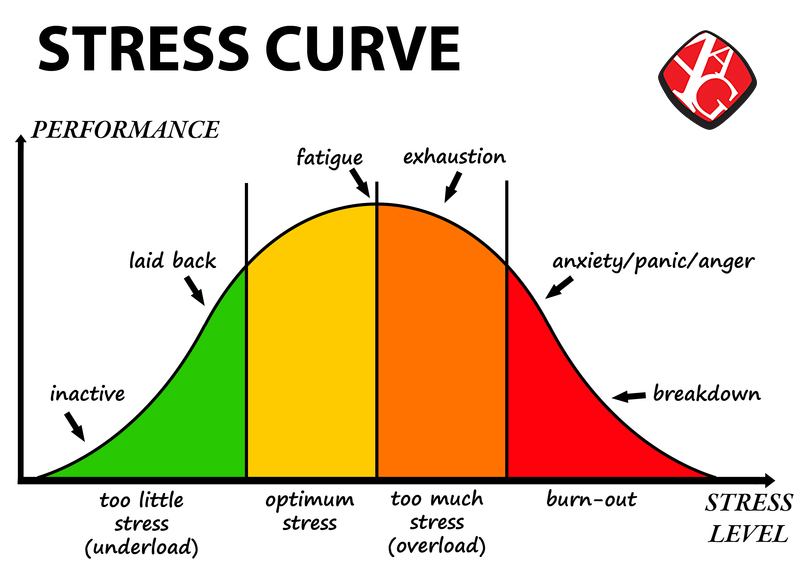 STRESS CURVE
YAG
PERFORMANCE
fatigue
exhaustion
laid back
anxiety/panic/anger
inactive
breakdown
too little
stress
(underload)
optimum
stress
too much
stress
(overload)
burn-out
STRESS
LEVEL